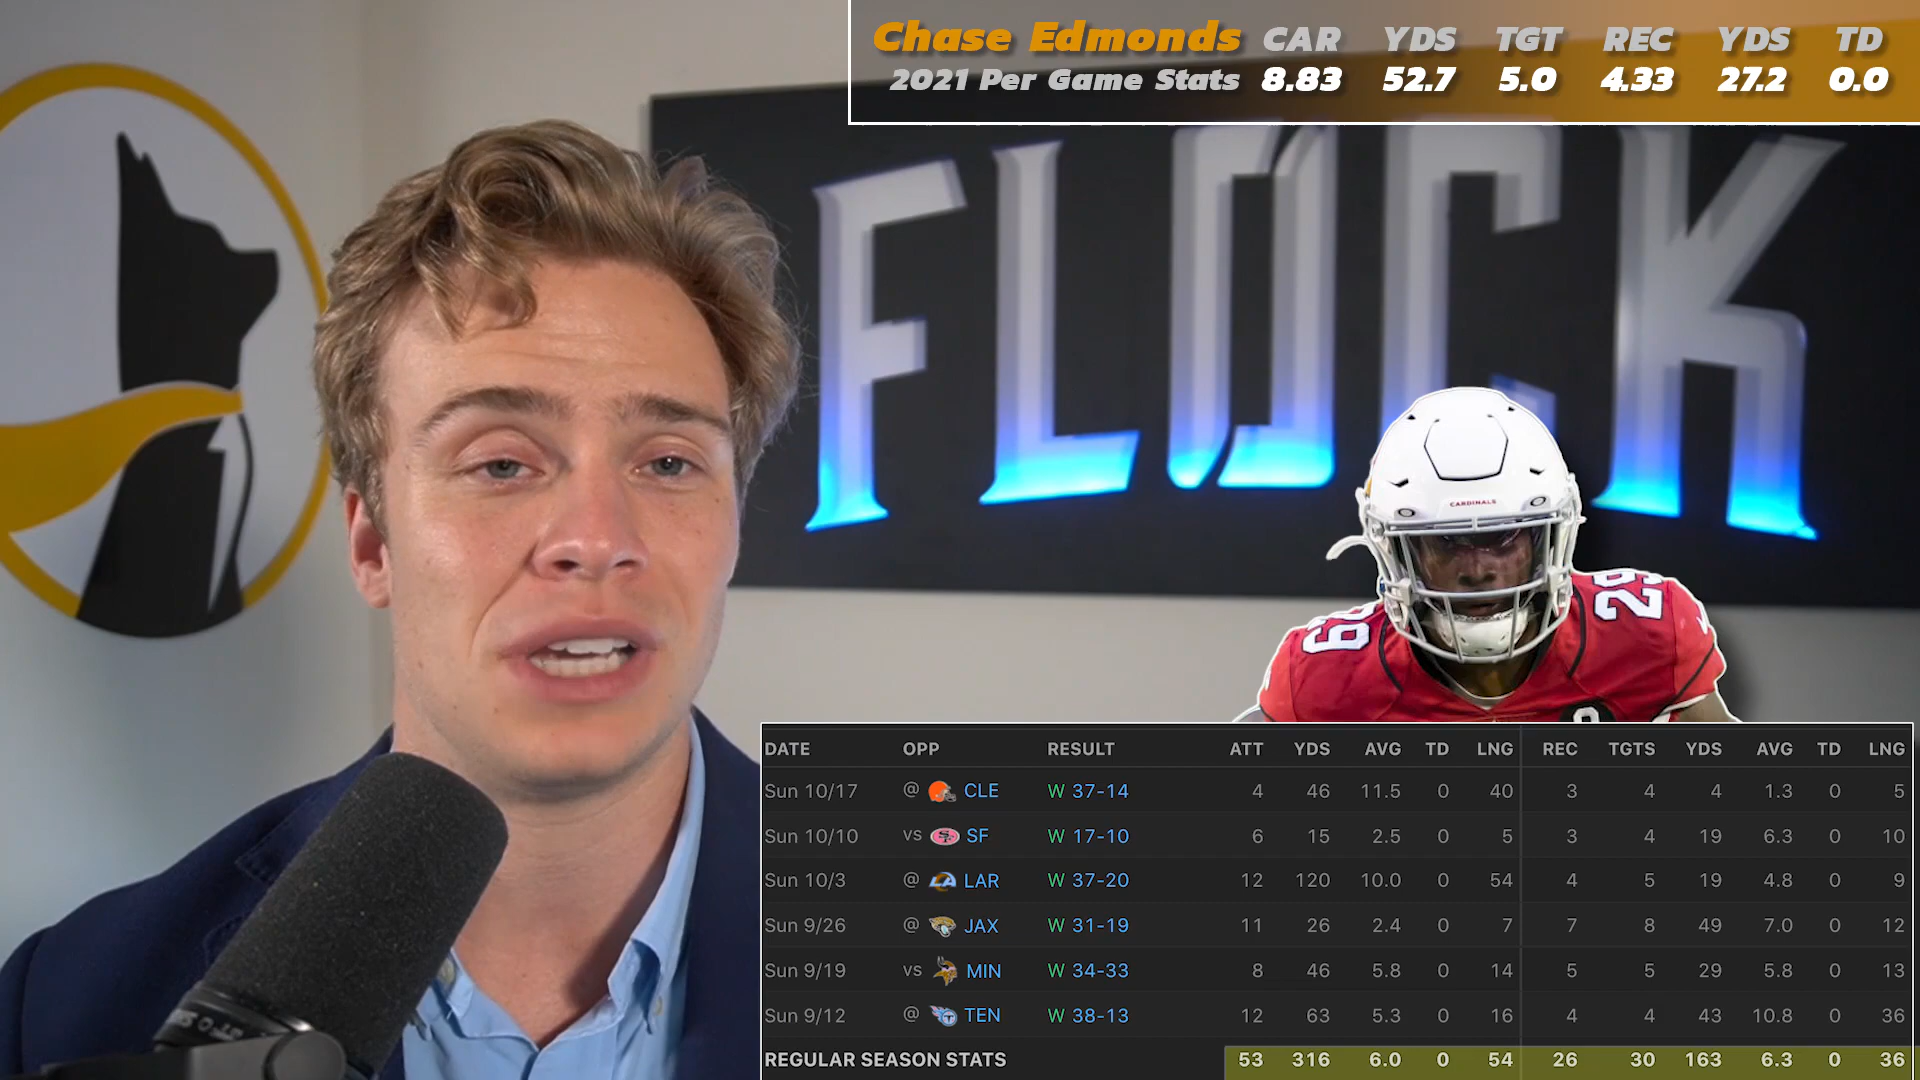 Chase Edmonds CAR YDS TGT REC YDS TD
2021 Per Game Stats 8.83 52.7 5.0 4.33 27.2 0.0
FLOCK
CARDINALS
29 29
DATE OPP RESULT ATT YDS AVG TD LNG REC TGTS YDS AVG TD LNG
Sun 10/17 @ CLE W 37-14 4 46 11.5 0 40 3 4 4 1.3 0 5
Sun 10/10 vs SF W 17-10 6 15 2.5 0 5 3 4 19 6.3 0 10
Sun 10/3 @ LAR W 37-20 12 120 10.0 0 54 4 5 19 4.8 0 9
Sun 9/26 @ JAX W 31-19 11 26 2.4 0 7 7 8 49 7.0 0 12
Sun 9/19 vs MIN W 34-33 8 46 5.8 0 14 5 5 29 5.8 0 13
Sun 9/12 @ TEN W 38-13 12 63 5.3 0 16 4 4 43 10.8 0 36
REGULAR SEASON STATS 53 316 6.0 0 54 26 30 163 6.3 0 36